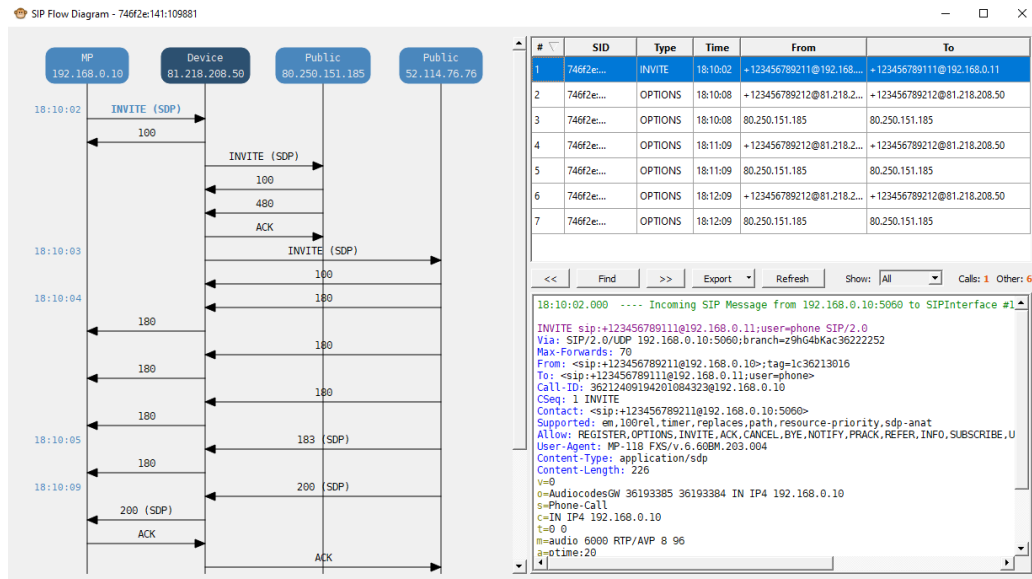 SIP Flow Diagram - 746f2e:141:109881
MP
192.168.0.10
Device
81.218.208.50
Public
80.250.151.185
Public
52.114.76.76
18:10:02 INVITE (SDP)
100
INVITE (SDP)
100
480
ACK
18:10:03 INVITE (SDP)
100
18:10:04 180
180
180
180
180
180
18:10:05 183 (SDP)
180
18:10:09 200 (SDP)
200 (SDP)
ACK
ACK
# SID Type Time From To
1 746f2e:... INVITE 18:10:02 +123456789211@192.168.... +123456789111@192.168.0.11
2 746f2e:... OPTIONS 18:10:08 +123456789212@81.218.2... +123456789212@81.218.208.50
3 746f2e:... OPTIONS 18:10:08 80.250.151.185 80.250.151.185
4 746f2e:... OPTIONS 18:11:09 +123456789212@81.218.2... +123456789212@81.218.208.50
5 746f2e:... OPTIONS 18:11:09 80.250.151.185 80.250.151.185
6 746f2e:... OPTIONS 18:12:09 +123456789212@81.218.2... +123456789212@81.218.208.50
7 746f2e:... OPTIONS 18:12:09 80.250.151.185 80.250.151.185
<< Find >> Export Refresh Show: All Calls: 1 Other: 6
18:10:02.000 ---- Incoming SIP Message from 192.168.0.10:5060 to SIPInterface #1
INVITE sip:+123456789111@192.168.0.11;user=phone SIP/2.0
Via: SIP/2.0/UDP 192.168.0.10:5060;branch=z9hG4bKac36222252
Max-Forwards: 70
From: <sip:+123456789211@192.168.0.10>;tag=1c36213016
To: <sip:+123456789111@192.168.0.11;user=phone>
Call-ID: 36212409194201084323@192.168.0.10
CSeq: 1 INVITE
Contact: <sip:+123456789211@192.168.0.10:5060>
Supported: em,100rel,timer,replaces,path,resource-priority,sdp-anat
Allow: REGISTER,OPTIONS,INVITE,ACK,CANCEL,BYE,NOTIFY,PRACK,REFER,INFO,SUBSCRIBE,U
User-Agent: MP-118 FXS/v.6.60BM.203.004
Content-Type: application/sdp
Content-Length: 226
v=0
o=AudiocodesGW 36193385 36193384 IN IP4 192.168.0.10
s=Phone-Call
c=IN IP4 192.168.0.10
t=0 0
m=audio 6000 RTP/AVP 8 96
a=ptime:20